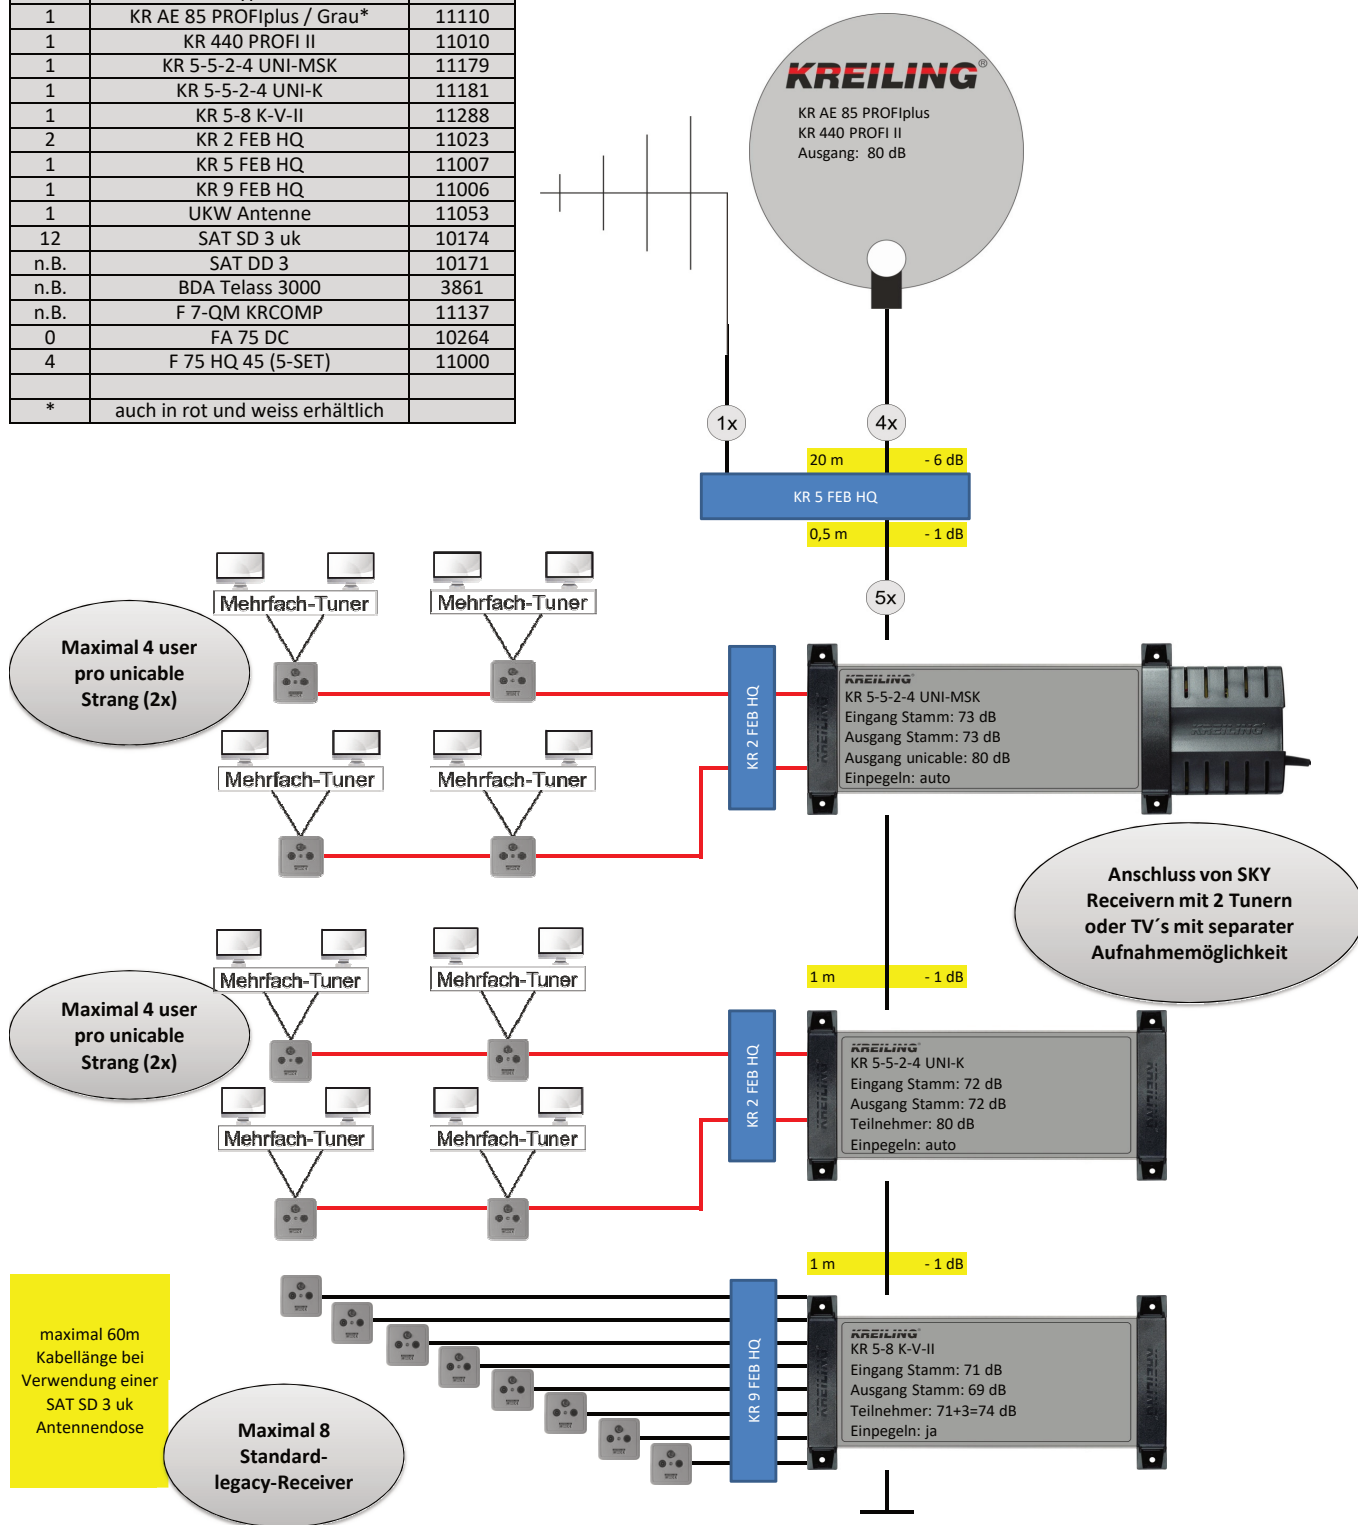 1 KR AE 85 PROFIplus / Grau* 11110
1 KR 440 PROFI II 11010
1 KR 5-5-2-4 UNI-MSK 11179
1 KR 5-5-2-4 UNI-K 11181
1 KR 5-8 K-V-II 11288
2 KR 2 FEB HQ 11023
1 KR 5 FEB HQ 11007
1 KR 9 FEB HQ 11006
1 UKW Antenne 11053
12 SAT SD 3 uk 10174
n.B. SAT DD 3 10171
n.B. BDA Telass 3000 3861
n.B. F 7-QM KRCOMP 11137
0 FA 75 DC 10264
4 F 75 HQ 45 (5-SET) 11000
* auch in rot und weiss erhältlich
KREILING®
KR AE 85 PROFIplus
KR 440 PROFI II
Ausgang: 80 dB
1x
4x
20 m - 6 dB
KR 5 FEB HQ
0,5 m - 1 dB
5x
Mehrfach-Tuner
Mehrfach-Tuner
Maximal 4 user
pro unicable
Strang (2x)
Mehrfach-Tuner
Mehrfach-Tuner
KR 2 FEB HQ
KREILING
KREILING
KR 5-5-2-4 UNI-MSK
Eingang Stamm: 73 dB
Ausgang Stamm: 73 dB
Ausgang unicable: 80 dB
Einpegeln: auto
KREILING
Anschluss von SKY
Receivern mit 2 Tunern
oder TV´s mit separater
Aufnahmemöglichkeit
1 m - 1 dB
Mehrfach-Tuner
Mehrfach-Tuner
Maximal 4 user
pro unicable
Strang (2x)
Mehrfach-Tuner
Mehrfach-Tuner
KR 2 FEB HQ
KREILING
KREILING
KR 5-5-2-4 UNI-K
Eingang Stamm: 72 dB
Ausgang Stamm: 72 dB
Teilnehmer: 80 dB
Einpegeln: auto
KREILING
1 m - 1 dB
maximal 60m
Kabellänge bei
Verwendung einer
SAT SD 3 uk
Antennendose
Maximal 8
Standard-
legacy-Receiver
KR 9 FEB HQ
KREILING
KREILING
KR 5-8 K-V-II
Eingang Stamm: 71 dB
Ausgang Stamm: 69 dB
Teilnehmer: 71+3=74 dB
Einpegeln: ja
KREILING